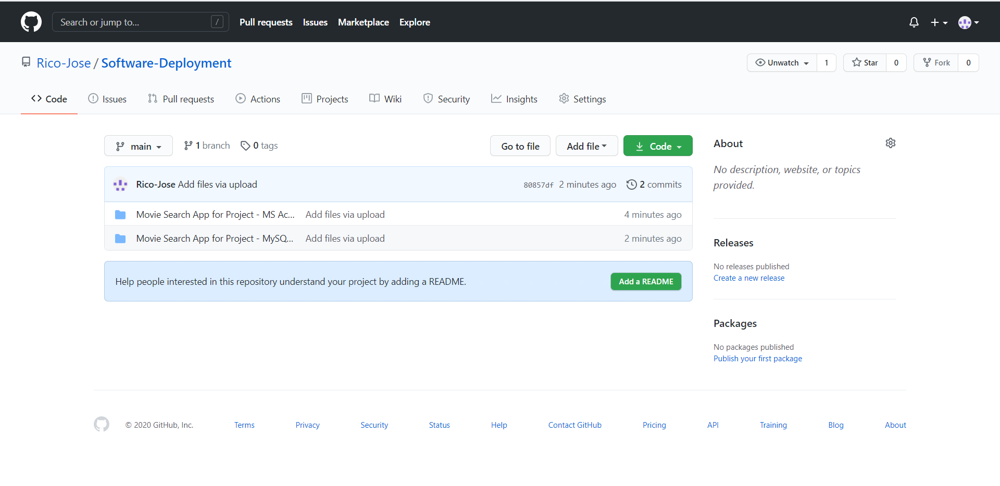 Search or jump to... /
Pull requests Issues Marketplace Explore
Rico-Jose / Software-Deployment
Unwatch 1 Star 0 Fork 0
Code Issues Pull requests Actions Projects Wiki Security Insights Settings
main 1 branch 0 tags
Go to file Add file Code
Rico-Jose Add files via upload 80857df 2 minutes ago 2 commits
Movie Search App for Project - MS Ac... Add files via upload 4 minutes ago
Movie Search App for Project - MySQ... Add files via upload 2 minutes ago
Help people interested in this repository understand your project by adding a README. Add a README
About
No description, website, or topics
provided.
Releases
No releases published
Create a new release
Packages
No packages published
Publish your first package
© 2020 GitHub, Inc. Terms Privacy Security Status Help Contact GitHub Pricing API Training Blog About